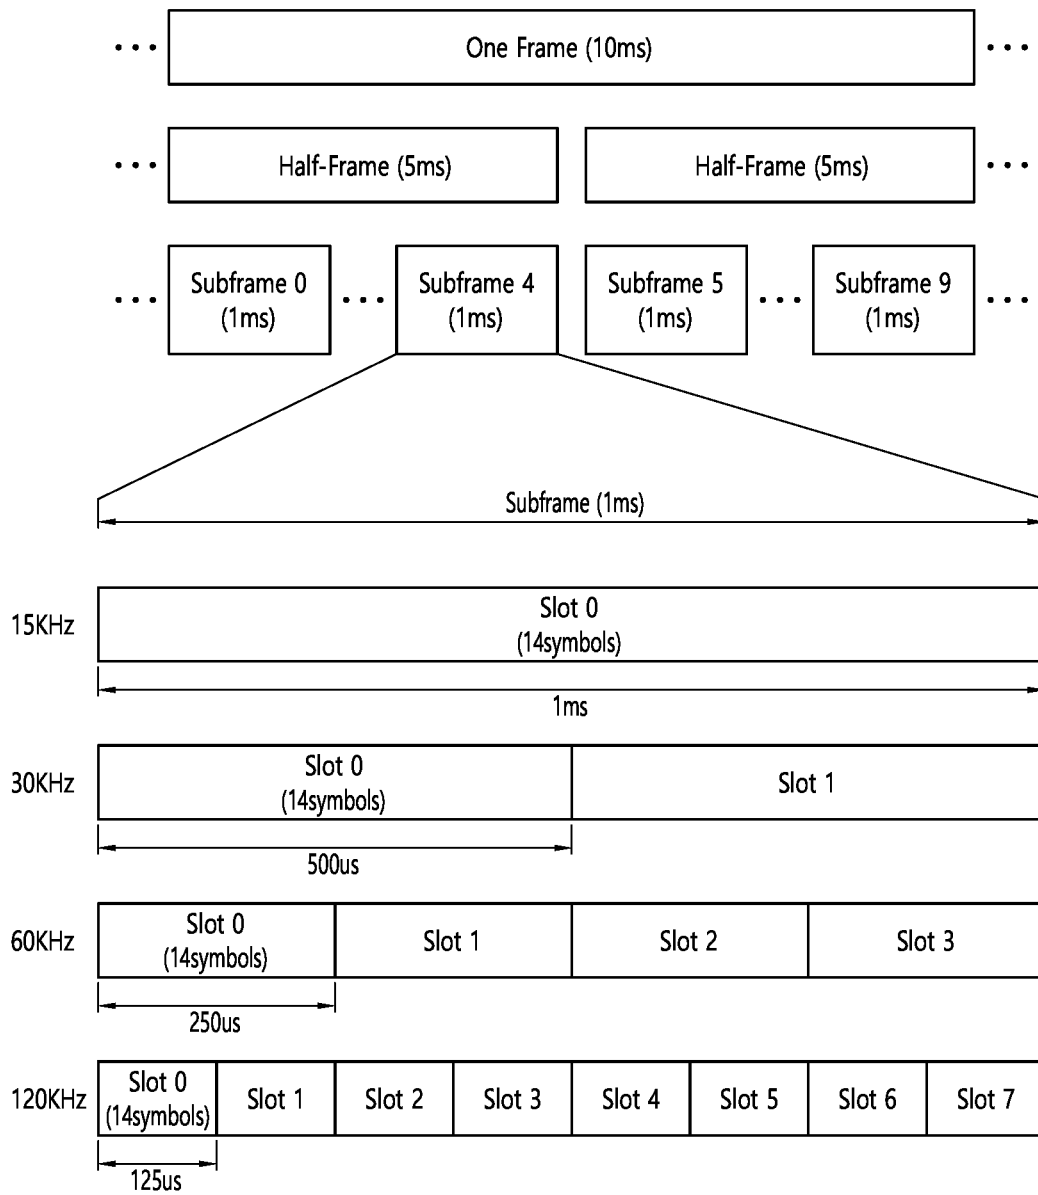 ··· One Frame (10ms) ···
··· Half-Frame (5ms) Half-Frame (5ms) ···
··· Subframe 0 ··· Subframe 4 Subframe 5 ··· Subframe 9 ···
(1ms) (1ms) (1ms) (1ms)
Subframe (1ms)
15KHz Slot 0
(14symbols)
1ms
30KHz Slot 0 Slot 1
(14symbols)
500us
60KHz Slot 0 Slot 1 Slot 2 Slot 3
(14symbols)
250us
120KHz Slot 0 Slot 1 Slot 2 Slot 3 Slot 4 Slot 5 Slot 6 Slot 7
(14symbols)
125us